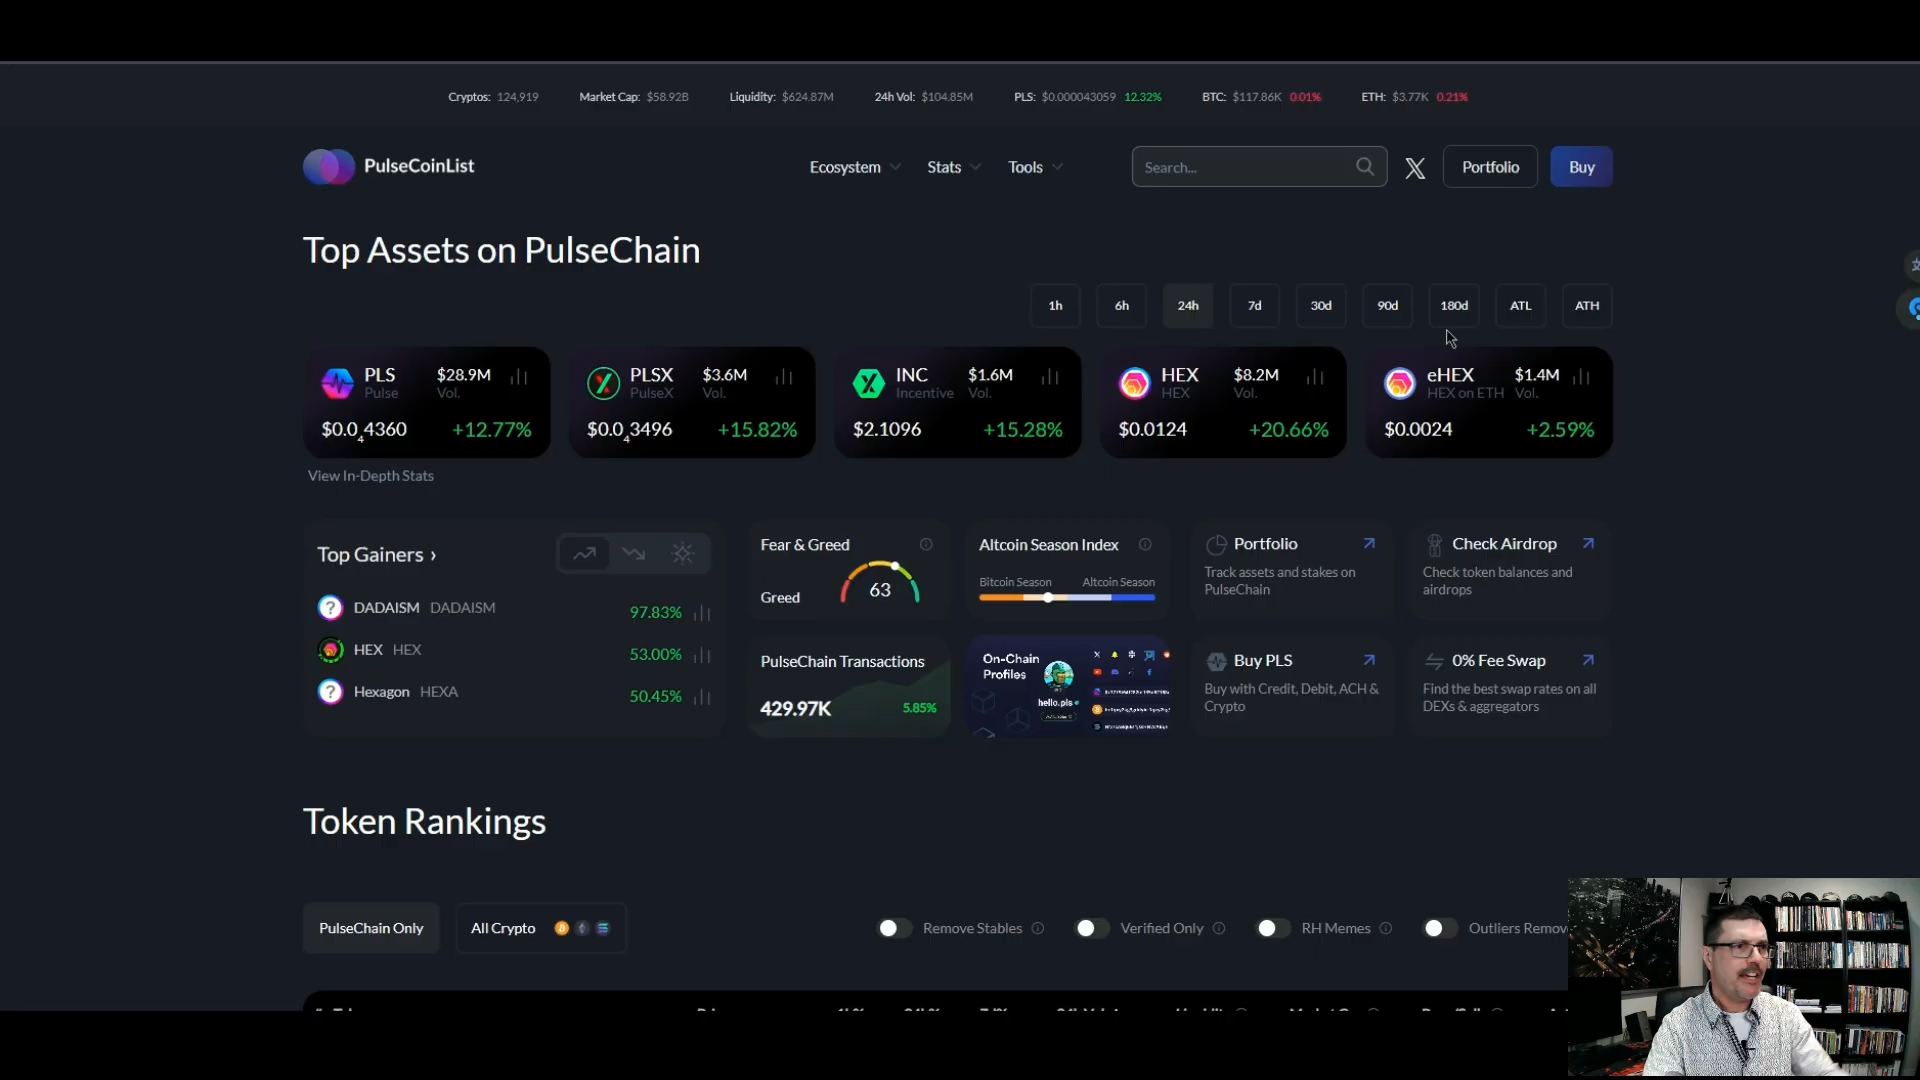 Cryptos: 124,919 Market Cap: $58.92B Liquidity: $624.87M 24h Vol: $104.85M PLS: $0.000043059 12.32% BTC: $117.86K 0.01% ETH: $3.77K 0.21%
PulseCoinList Ecosystem Stats Tools Search... Portfolio Buy
Top Assets on PulseChain
1h 6h 24h 7d 30d 90d 180d ATL ATH
PLS $28.9M PLSX $3.6M INC $1.6M HEX $8.2M eHEX $1.4M
Pulse Vol. PulseX Vol. Incentive Vol. HEX Vol. HEX on ETH Vol.
$0.0₄4360 +12.77% $0.0₄3496 +15.82% $2.1096 +15.28% $0.0124 +20.66% $0.0024 +2.59%
View In-Depth Stats
Top Gainers ›
DADAISM DADAISM 97.83%
HEX HEX 53.00%
Hexagon HEXA 50.45%
Fear & Greed
Greed 63
Altcoin Season Index
Bitcoin Season Altcoin Season
Portfolio
Track assets and stakes on
PulseChain
Check Airdrop
Check token balances and
airdrops
PulseChain Transactions
429.97K 5.85%
On-Chain
Profiles
hello.pls
Buy PLS
Buy with Credit, Debit, ACH &
Crypto
0% Fee Swap
Find the best swap rates on all
DEXs & aggregators
Token Rankings
PulseChain Only All Crypto Remove Stables Verified Only RH Memes Outliers Remov